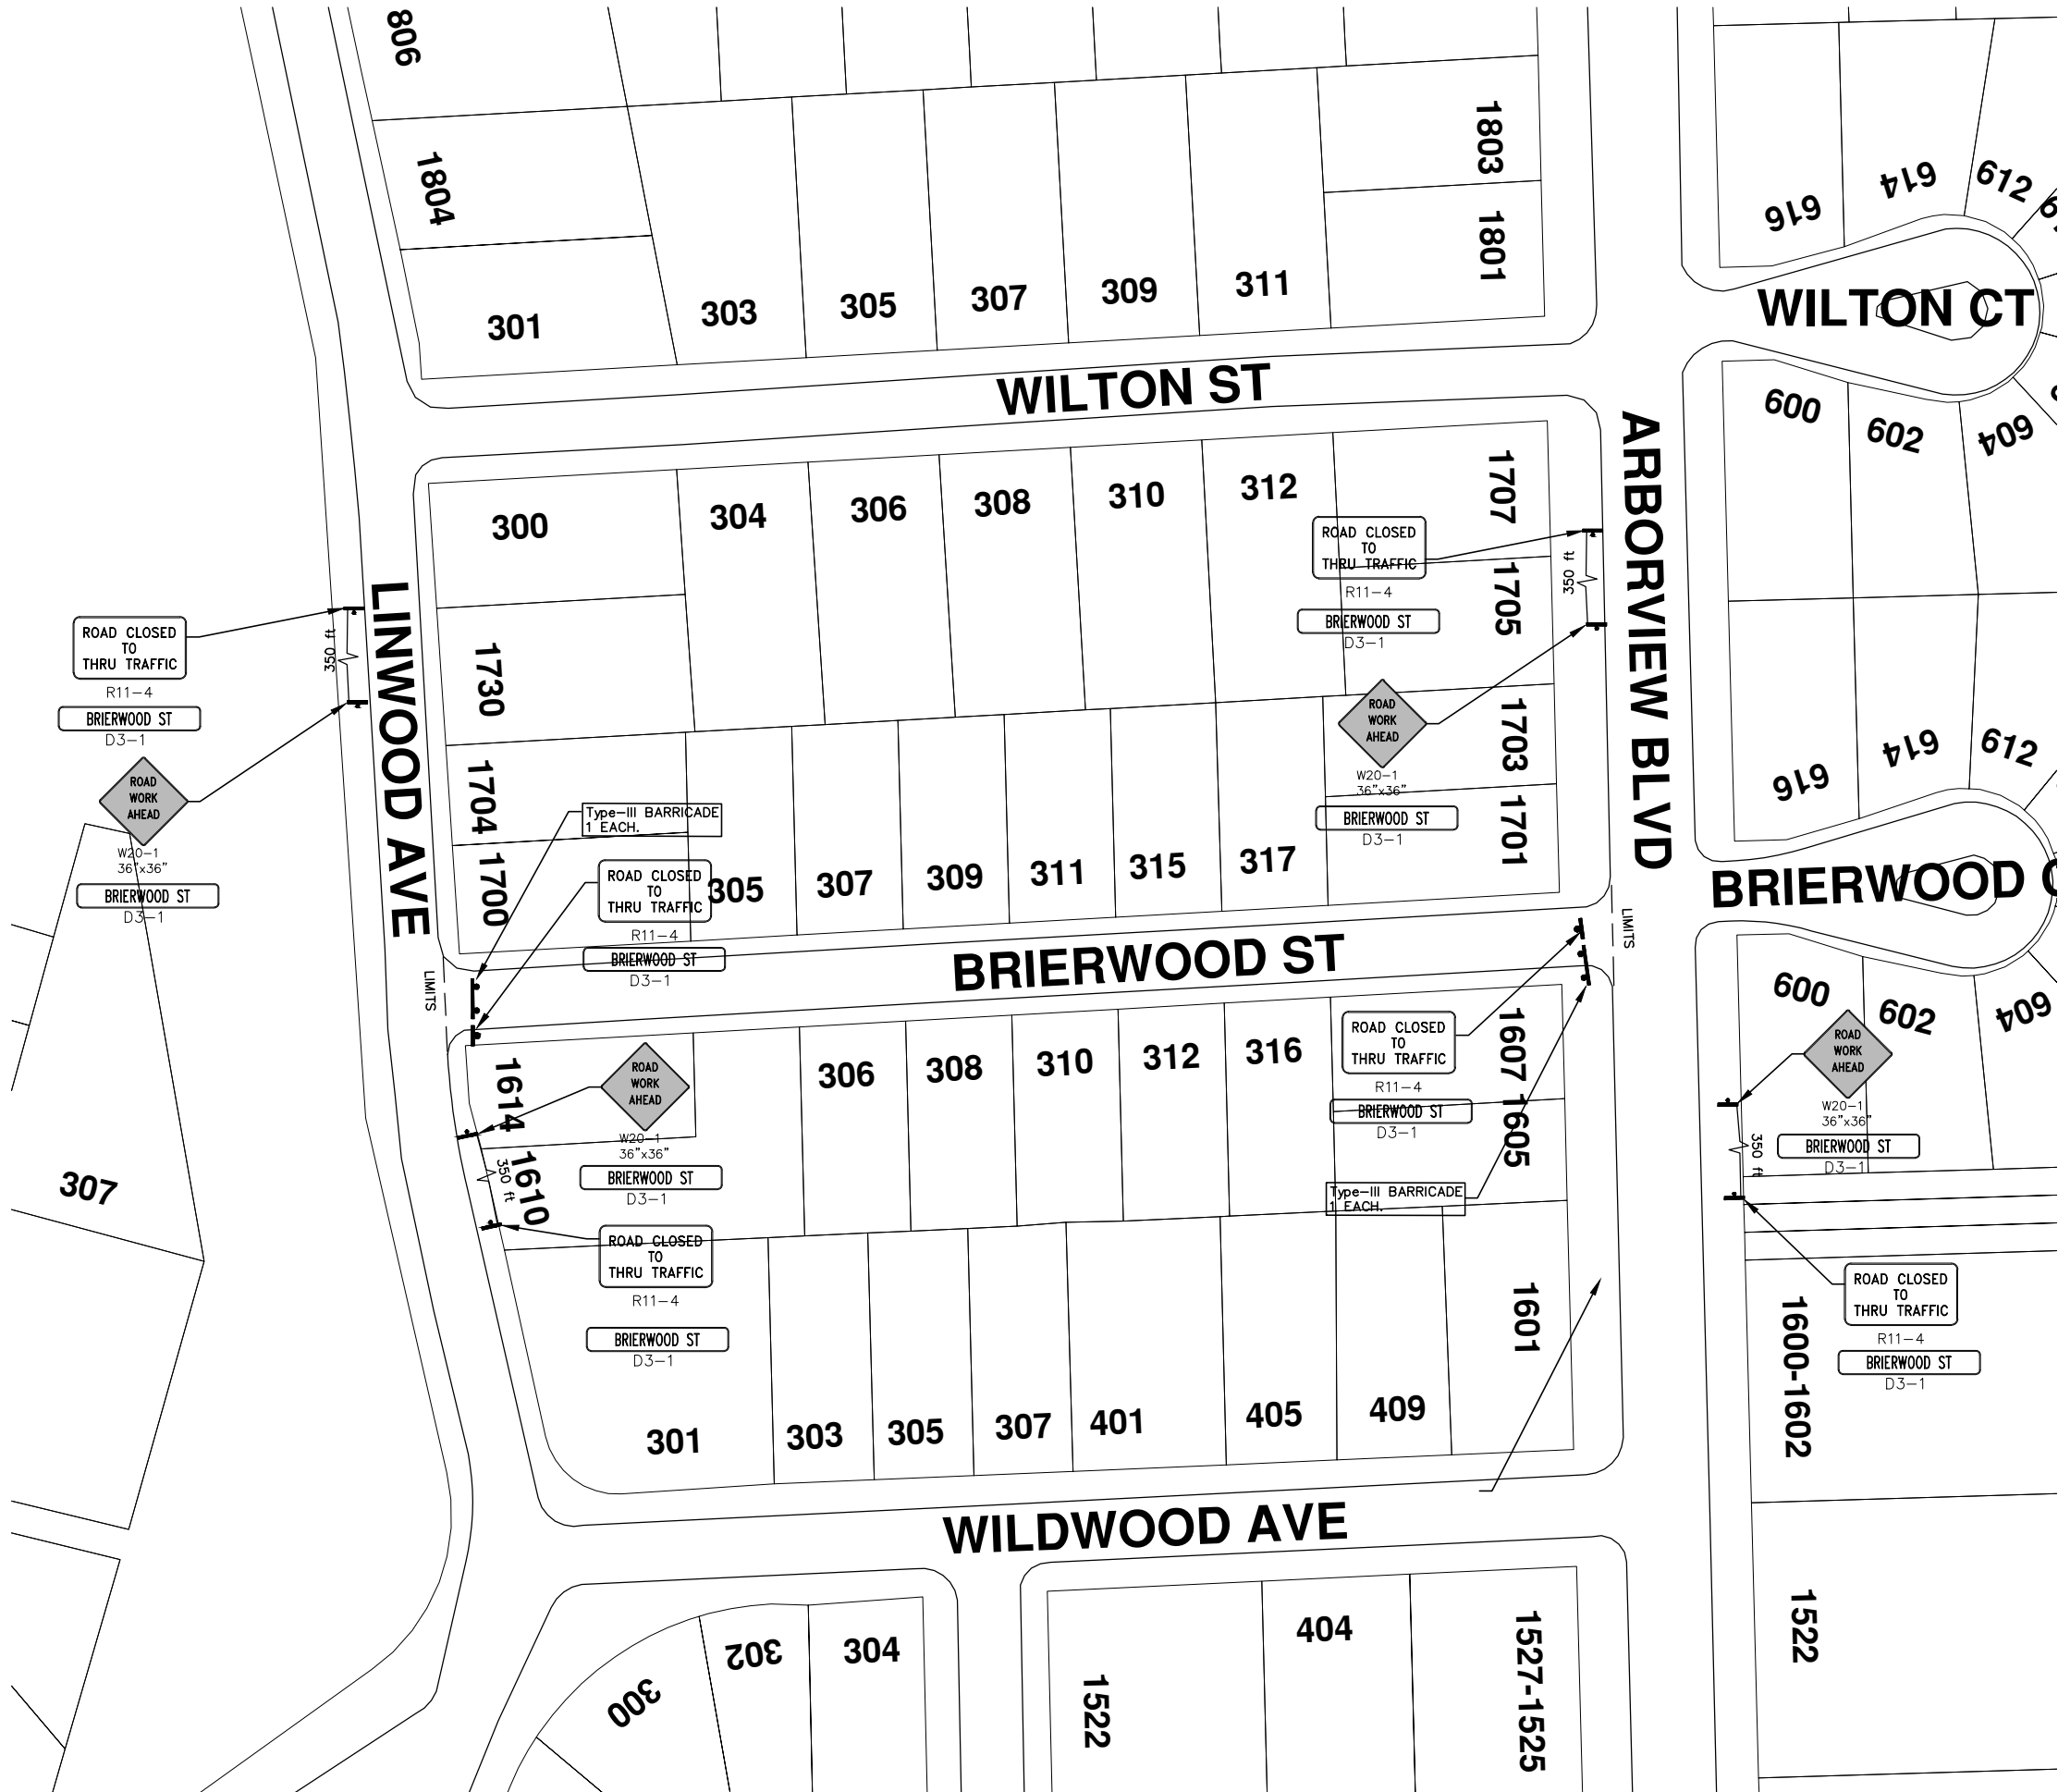 806
1804
301
303
305
307
309
311
1803
1801
616
614
612
WILTON CT
WILTON ST
600
602
604
300
304
306
308
310
312
1707
ROAD CLOSED
TO
THRU TRAFFIC
R11-4
BRIERWOOD ST
D3-1
350 ft
1705
ARBORVIEW BLVD
ROAD CLOSED
TO
THRU TRAFFIC
R11-4
BRIERWOOD ST
D3-1
350 ft
LINWOOD AVE
1730
ROAD
WORK
AHEAD
W20-1
36"x36"
BRIERWOOD ST
D3-1
1703
616
614
612
ROAD
WORK
AHEAD
W20-1
36"x36"
BRIERWOOD ST
D3-1
1704
Type-III BARRICADE
1 EACH.
1700
ROAD CLOSED
TO
THRU TRAFFIC
R11-4
BRIERWOOD ST
D3-1
305
307
309
311
315
317
1701
BRIERWOOD
LIMITS
BRIERWOOD ST
LIMITS
600
602
604
1614
ROAD
WORK
AHEAD
W20-1
36"x36"
BRIERWOOD ST
D3-1
306
308
310
312
316
ROAD CLOSED
TO
THRU TRAFFIC
R11-4
BRIERWOOD ST
D3-1
1607
1605
ROAD
WORK
AHEAD
W20-1
36"x36"
BRIERWOOD ST
D3-1
350 ft
307
350 ft
1610
Type-III BARRICADE
1 EACH.
ROAD CLOSED
TO
THRU TRAFFIC
R11-4
BRIERWOOD ST
D3-1
1601
1600-1602
ROAD CLOSED
TO
THRU TRAFFIC
R11-4
BRIERWOOD ST
D3-1
301
303
305
307
401
405
409
WILDWOOD AVE
300
302
304
1522
404
1527-1525
1522